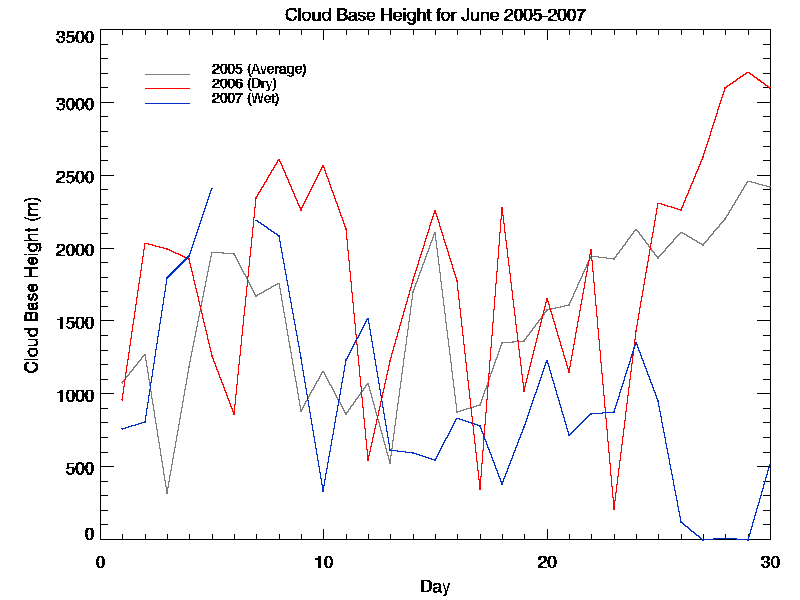 Cloud Base Height for June 2005-2007
3500
3000
2500
2000
1500
1000
500
0
2005 (Average)
2006 (Dry)
2007 (Wet)
Cloud Base Height (m)
0 10 20 30
Day